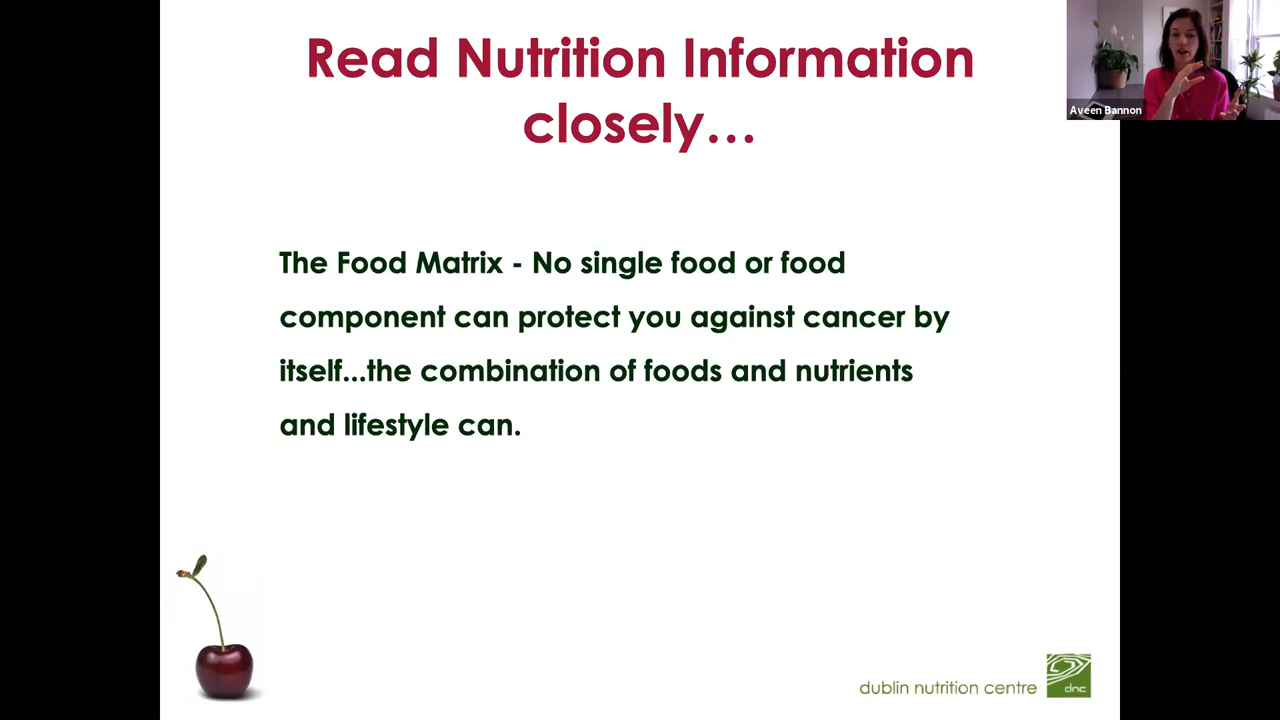 Read Nutrition Information
closely...
Aveen Bannon
The Food Matrix - No single food or food
component can protect you against cancer by
itself...the combination of foods and nutrients
and lifestyle can.
dublin nutrition centre
dnc